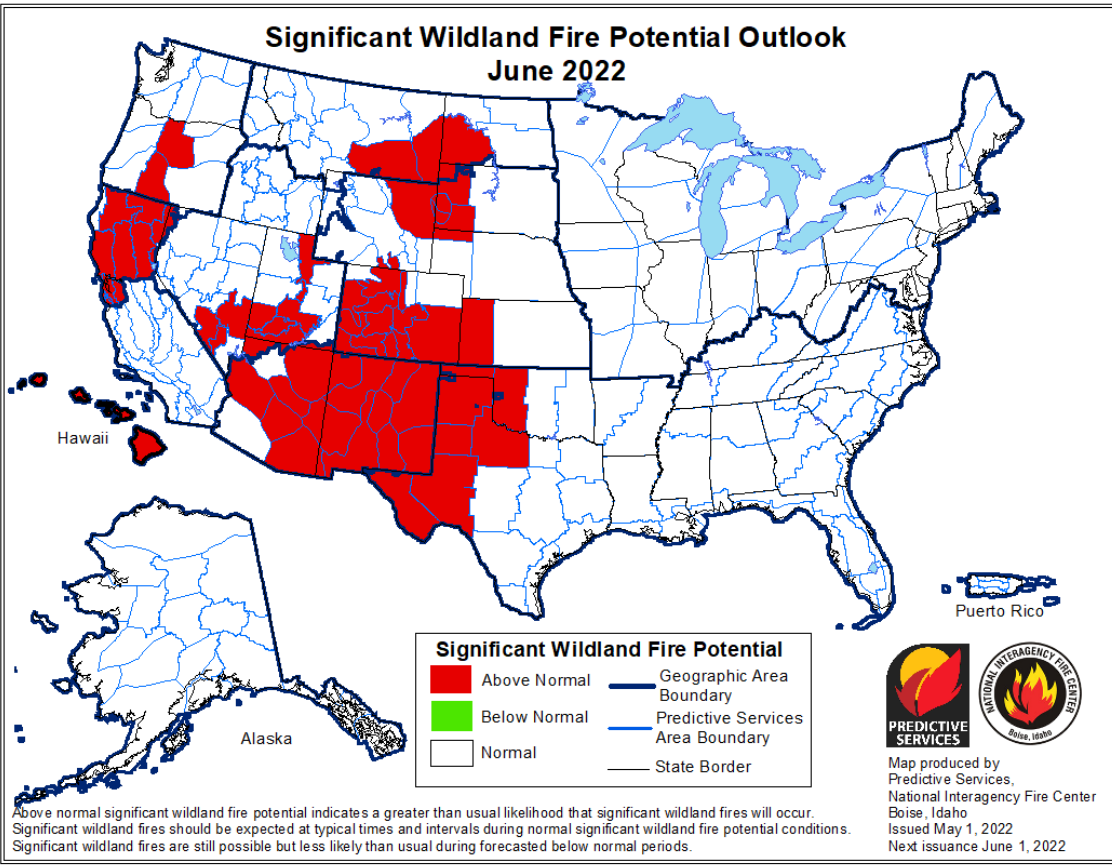 Significant Wildland Fire Potential Outlook
June 2022
Hawaii
Alaska
Puerto Rico
Significant Wildland Fire Potential
Above Normal
Below Normal
Normal
Geographic Area
Boundary
Predictive Services
Area Boundary
State Border
PREDICTIVE
SERVICES
NATIONAL INTERAGENCY FIRE CENTER
Boise, Idaho
Map produced by
Predictive Services,
National Interagency Fire Center
Boise, Idaho
Issued May 1, 2022
Next issuance June 1, 2022
Above normal significant wildland fire potential indicates a greater than usual likelihood that significant wildland fires will occur.
Significant wildland fires should be expected at typical times and intervals during normal significant wildland fire potential conditions.
Significant wildland fires are still possible but less likely than usual during forecasted below normal periods.